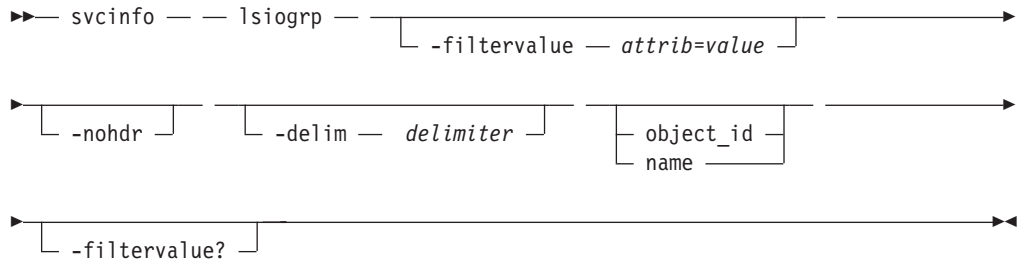 svcinfo lsiogrp
-filtervalue attrib=value
-nohdr -delim delimiter object_id
name
-filtervalue?